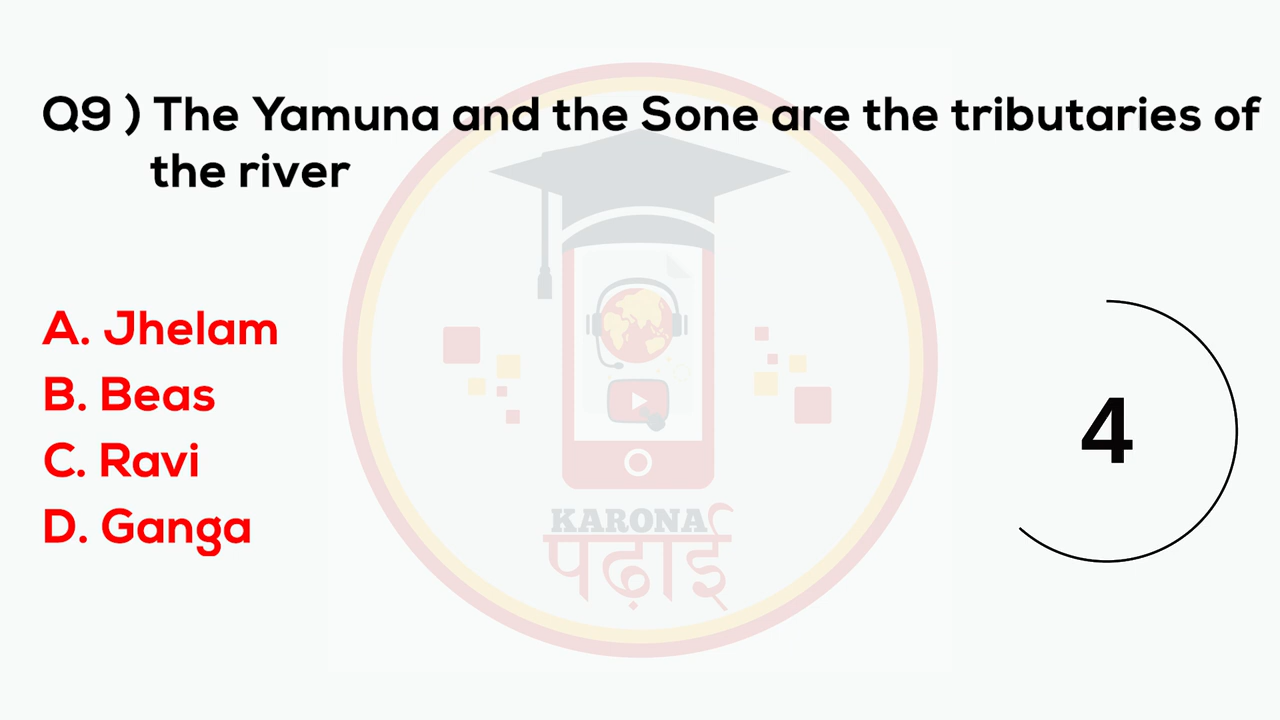 Q9 ) The Yamuna and the Sone are the tributaries of
the river
A. Jhelam
B. Beas
C. Ravi
D. Ganga
4
KARONA
पढ़ाई